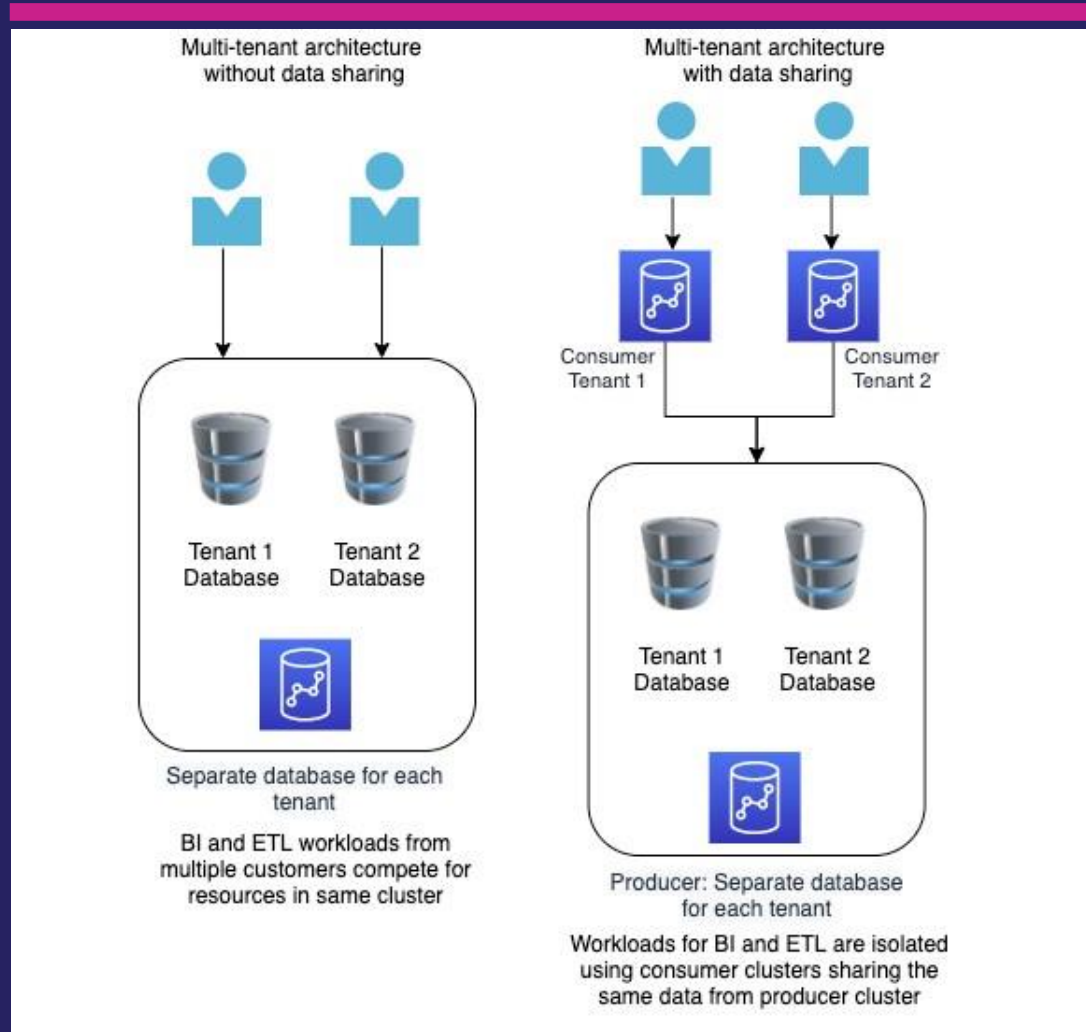 Multi-tenant architecture
without data sharing
Tenant 1
Database
Tenant 2
Database
Separate database for each
tenant
BI and ETL workloads from
multiple customers compete for
resources in same cluster
Multi-tenant architecture
with data sharing
Consumer
Tenant 1
Consumer
Tenant 2
Tenant 1
Database
Tenant 2
Database
Producer: Separate database
for each tenant
Workloads for BI and ETL are isolated
using consumer clusters sharing the
same data from producer cluster